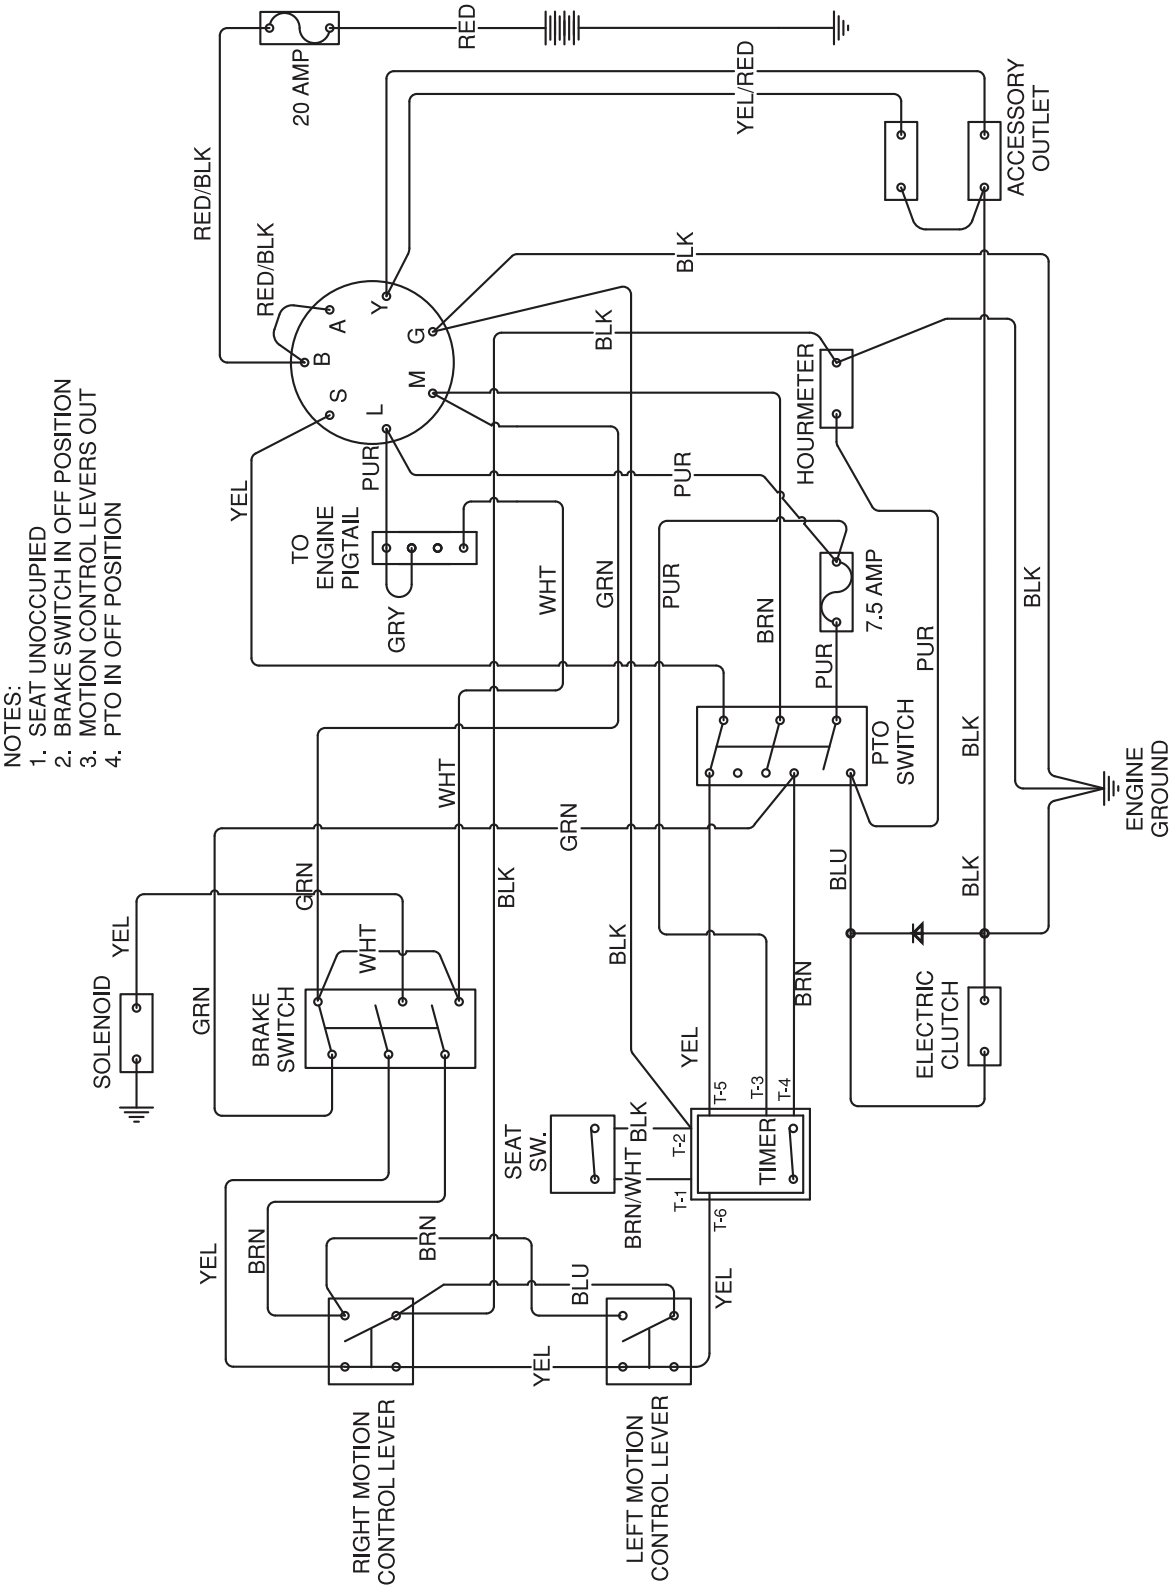 NOTES:
1. SEAT UNOCCUPIED
2. BRAKE SWITCH IN OFF POSITION
3. MOTION CONTROL LEVERS OUT
4. PTO IN OFF POSITION
RIGHT MOTION
CONTROL LEVER
YEL
BRN
BRN
YEL
LEFT MOTION
CONTROL LEVER
BLU
YEL
SOLENOID
YEL
GRN
BRAKE
SWITCH
WHT
GRN
WHT
BLK
GRN
SEAT
SW.
BRN/WHT
BLK
T-1
T-2
T-6
T-5
T-3
T-4
TIMER
YEL
BRN
BLK
ELECTRIC
CLUTCH
BLU
BLK
BLK
PTO
SWITCH
PUR
PUR
7.5 AMP
BRN
PUR
GRN
WHT
GRY
TO
ENGINE
PIGTAIL
PUR
YEL
PUR
HOURMETER
BLK
BLK
BLK
ENGINE
GROUND
S
B
A
Y
G
M
L
RED/BLK
RED/BLK
20 AMP
RED
YEL/RED
ACCESSORY
OUTLET